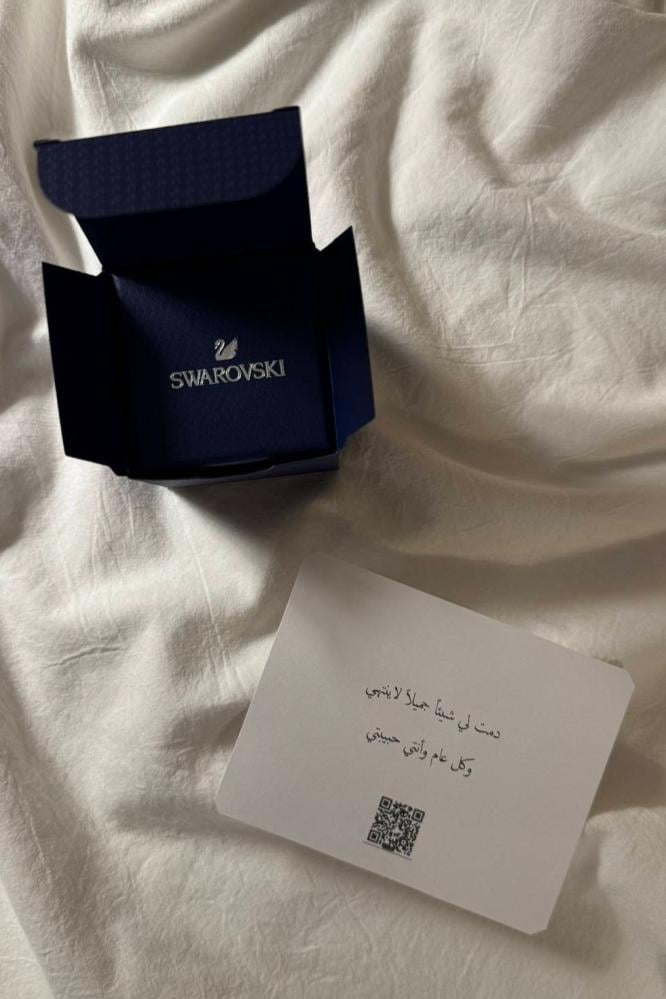 SWAROVSKI
دمت لي شيئاً جميلاً لا ينتهي
وكل عام وأنتي حبيبتي